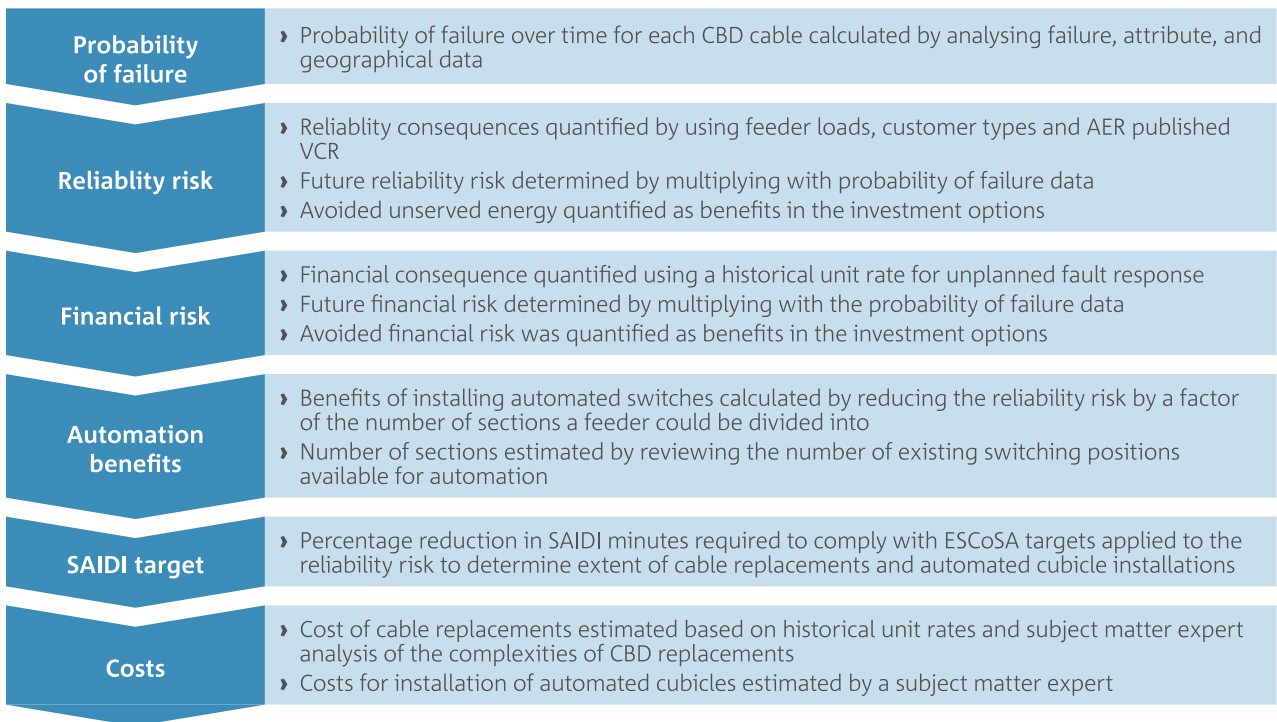 Probability
of failure
› Probability of failure over time for each CBD cable calculated by analysing failure, attribute, and
geographical data
Reliablity risk
› Reliablity consequences quantified by using feeder loads, customer types and AER published
VCR
› Future reliability risk determined by multiplying with probability of failure data
› Avoided unserved energy quantified as benefits in the investment options
Financial risk
› Financial consequence quantified using a historical unit rate for unplanned fault response
› Future financial risk determined by multiplying with the probability of failure data
› Avoided financial risk was quantified as benefits in the investment options
Automation
benefits
› Benefits of installing automated switches calculated by reducing the reliability risk by a factor
of the number of sections a feeder could be divided into
› Number of sections estimated by reviewing the number of existing switching positions
available for automation
SAIDI target
› Percentage reduction in SAIDI minutes required to comply with ESCoSA targets applied to the
reliability risk to determine extent of cable replacements and automated cubicle installations
Costs
› Cost of cable replacements estimated based on historical unit rates and subject matter expert
analysis of the complexities of CBD replacements
› Costs for installation of automated cubicles estimated by a subject matter expert